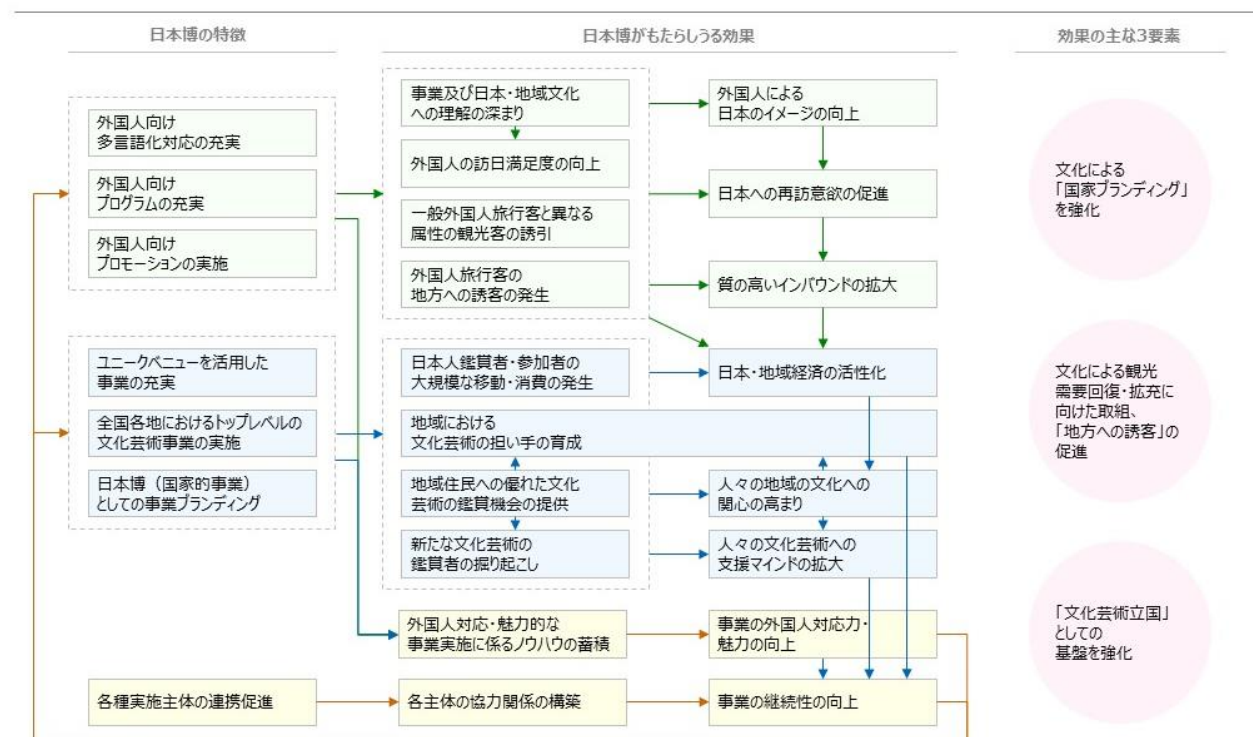 日本博の特徴
日本博がもたらしうる効果
効果の主な3要素
外国人向け
多言語化対応の充実
外国人向け
プログラムの充実
外国人向け
プロモーションの実施
ユニークベニューを活用した
事業の充実
全国各地におけるトップレベルの
文化芸術事業の実施
日本博（国家的事業）
としての事業ブランディング
各種実施主体の連携促進
事業及び日本・地域文化
への理解の深まり
外国人の訪日満足度の向上
一般外国人旅行客と異なる
属性の観光客の誘引
外国人旅行客の
地方への誘客の発生
日本人鑑賞者・参加者の
大規模な移動・消費の発生
地域における
文化芸術の担い手の育成
地域住民への優れた文化
芸術の鑑賞機会の提供
新たな文化芸術の
鑑賞者の掘り起こし
外国人対応・魅力的な
事業実施に係るノウハウの蓄積
各主体の協力関係の構築
外国人による
日本のイメージの向上
日本への再訪意欲の促進
質の高いインバウンドの拡大
日本・地域経済の活性化
人々の地域の文化への
関心の高まり
人々の文化芸術への
支援マインドの拡大
事業の外国人対応力・
魅力の向上
事業の継続性の向上
文化による
「国家ブランディング」
を強化
文化による観光
需要回復・拡充に
向けた取組、
「地方への誘客」の
促進
「文化芸術立国」
としての
基盤を強化